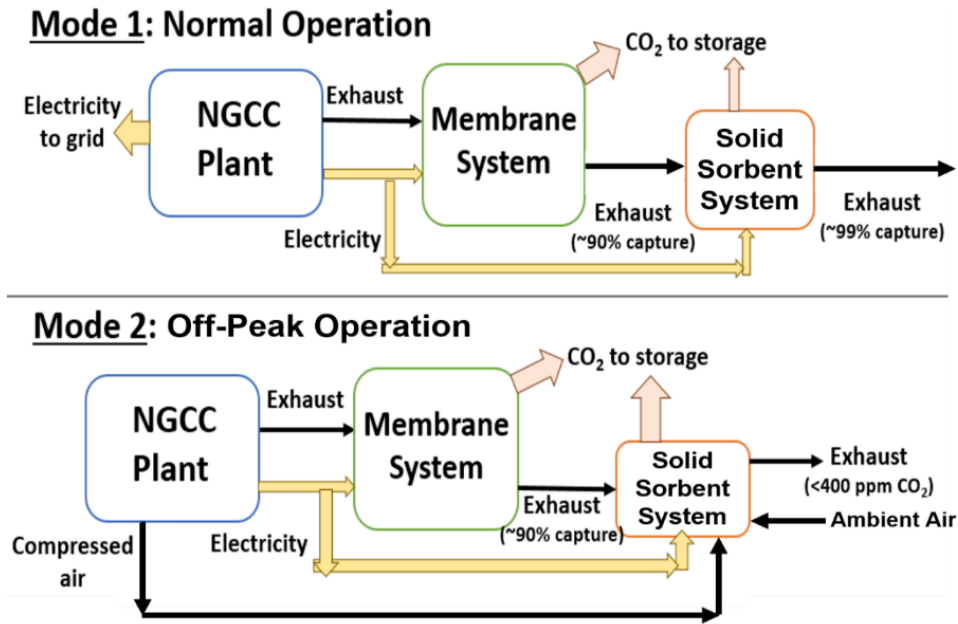 Mode 1: Normal Operation
CO₂ to storage
Electricity
to grid
NGCC
Plant
Exhaust
Membrane
System
Solid
Sorbent
System
Electricity
Exhaust
(~90% capture)
Exhaust
(~99% capture)
Mode 2: Off-Peak Operation
CO₂ to storage
NGCC
Plant
Exhaust
Membrane
System
Solid
Sorbent
System
Exhaust
(<400 ppm CO₂)
Ambient Air
Exhaust
(~90% capture)
Electricity
Compressed
air